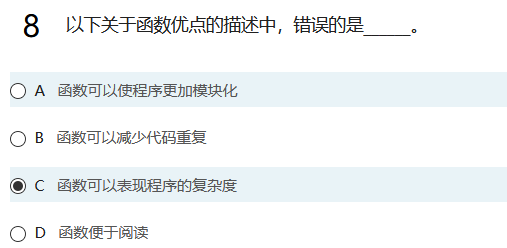 8 以下关于函数优点的描述中，错误的是______。
A 函数可以使程序更加模块化
B 函数可以减少代码重复
C 函数可以表现程序的复杂度
D 函数便于阅读